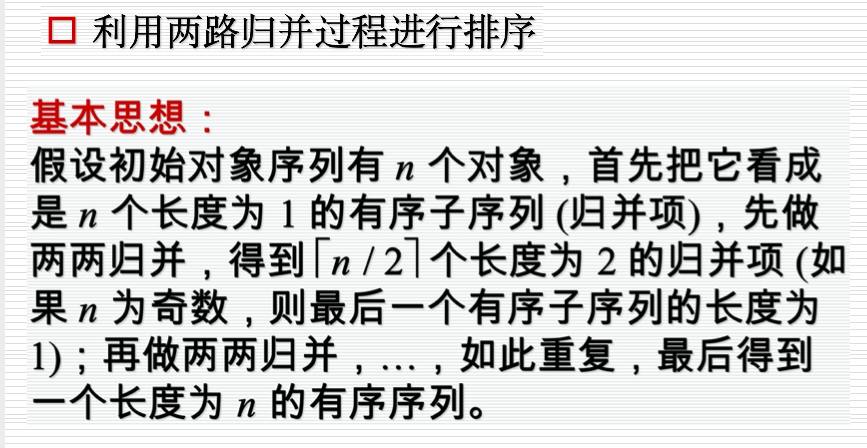 利用两路归并过程进行排序
基本思想：
假设初始对象序列有 n 个对象，首先把它看成
是 n 个长度为 1 的有序子序列 (归并项)，先做
两两归并，得到⌈n / 2⌉个长度为 2 的归并项 (如
果 n 为奇数，则最后一个有序子序列的长度为
1)；再做两两归并，…，如此重复，最后得到
一个长度为 n 的有序序列。